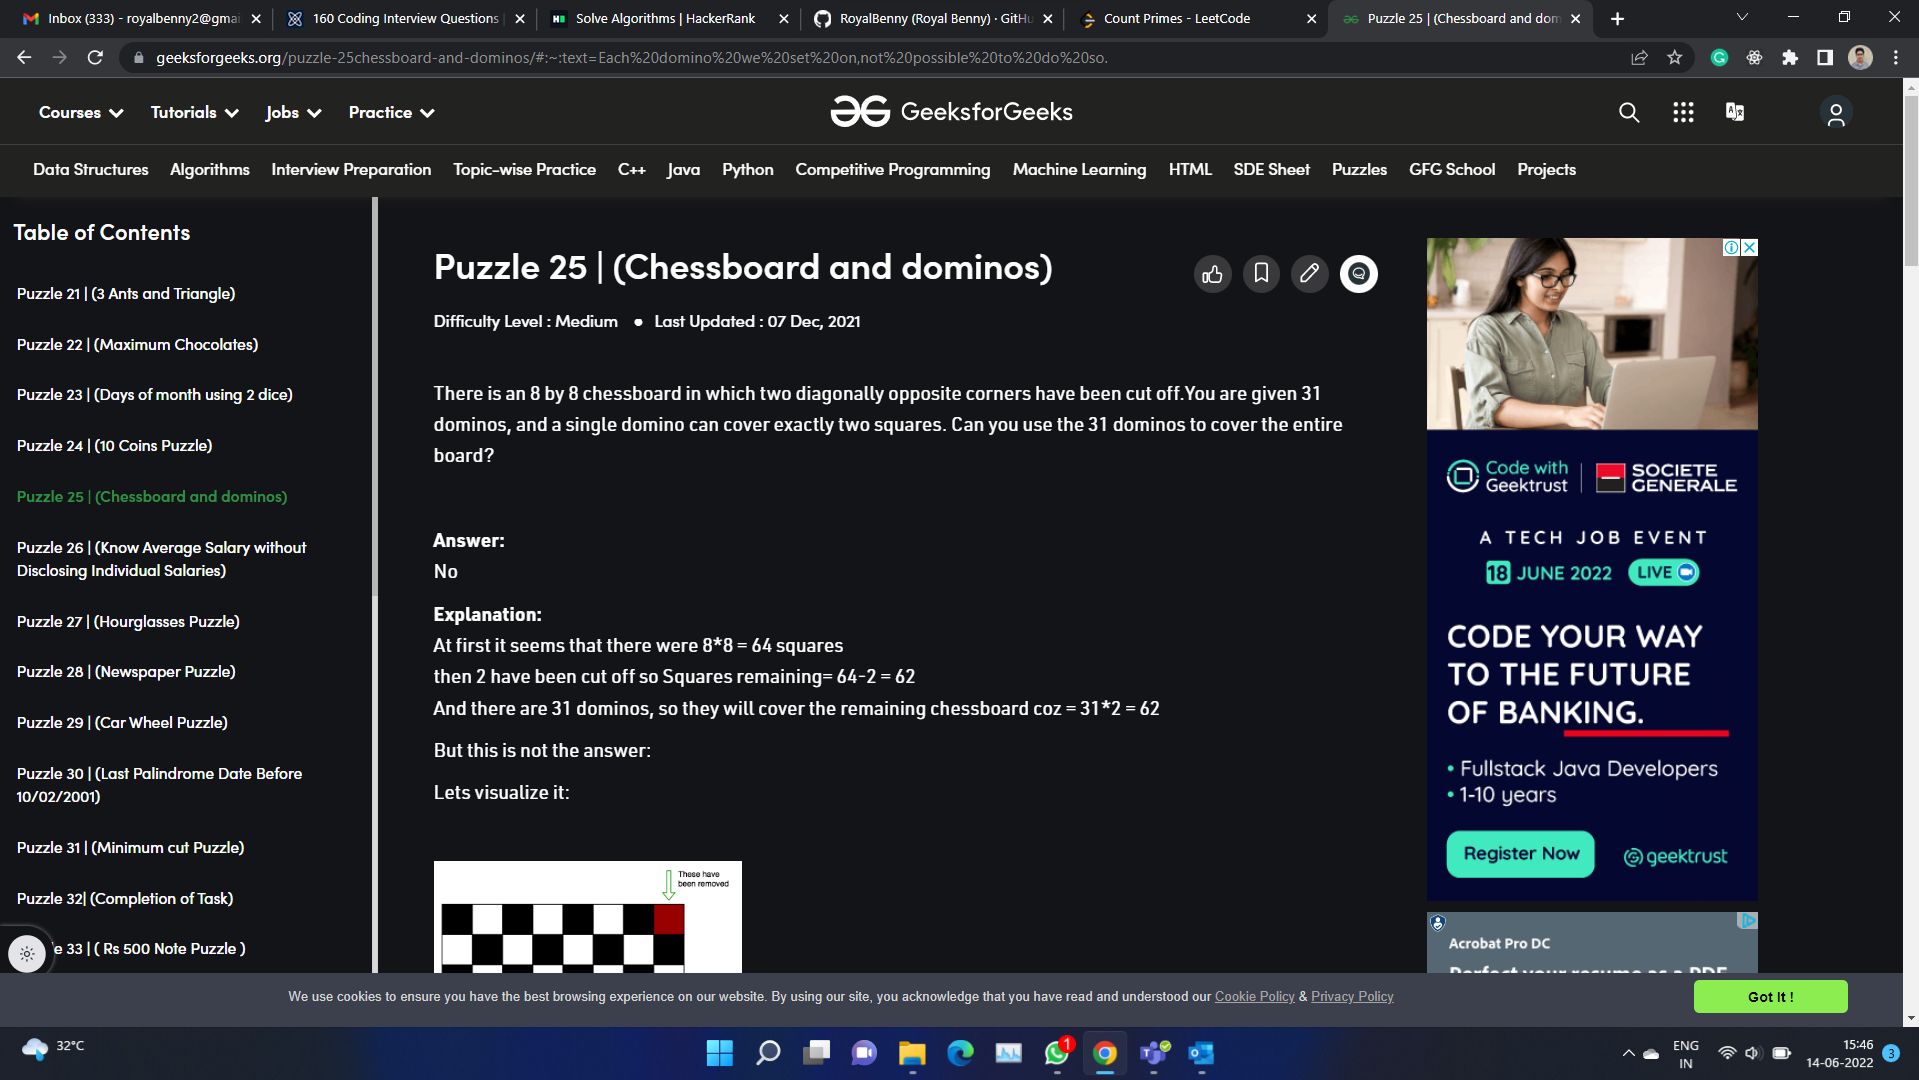 Inbox (333) - royalbenny2@gmai
160 Coding Interview Questions
Solve Algorithms | HackerRank
RoyalBenny (Royal Benny) · GitHu
Count Primes - LeetCode
Puzzle 25 | (Chessboard and dom
geeksforgeeks.org/puzzle-25chessboard-and-dominos/#:~:text=Each%20domino%20we%20set%20on,not%20possible%20to%20do%20so.
Courses
Tutorials
Jobs
Practice
GeeksforGeeks
Data Structures
Algorithms
Interview Preparation
Topic-wise Practice
C++
Java
Python
Competitive Programming
Machine Learning
HTML
SDE Sheet
Puzzles
GFG School
Projects
Table of Contents
Puzzle 21 | (3 Ants and Triangle)
Puzzle 22 | (Maximum Chocolates)
Puzzle 23 | (Days of month using 2 dice)
Puzzle 24 | (10 Coins Puzzle)
Puzzle 25 | (Chessboard and dominos)
Puzzle 26 | (Know Average Salary without
Disclosing Individual Salaries)
Puzzle 27 | (Hourglasses Puzzle)
Puzzle 28 | (Newspaper Puzzle)
Puzzle 29 | (Car Wheel Puzzle)
Puzzle 30 | (Last Palindrome Date Before
10/02/2001)
Puzzle 31 | (Minimum cut Puzzle)
Puzzle 32| (Completion of Task)
e 33 | ( Rs 500 Note Puzzle )
Puzzle 25 | (Chessboard and dominos)
Difficulty Level : Medium ● Last Updated : 07 Dec, 2021
There is an 8 by 8 chessboard in which two diagonally opposite corners have been cut off.You are given 31
dominos, and a single domino can cover exactly two squares. Can you use the 31 dominos to cover the entire
board?
Answer:
No
Explanation:
At first it seems that there were 8*8 = 64 squares
then 2 have been cut off so Squares remaining= 64-2 = 62
And there are 31 dominos, so they will cover the remaining chessboard coz = 31*2 = 62
But this is not the answer:
Lets visualize it:
These have
been removed
Code with
Geektrust
SOCIETE
GENERALE
A TECH JOB EVENT
18 JUNE 2022 LIVE
CODE YOUR WAY
TO THE FUTURE
OF BANKING.
• Fullstack Java Developers
• 1-10 years
Register Now
geektrust
Acrobat Pro DC
Perfect your resume as a PDF
We use cookies to ensure you have the best browsing experience on our website. By using our site, you acknowledge that you have read and understood our Cookie Policy & Privacy Policy
Got It !
32°C
1
ENG
IN
15:46
14-06-2022
3